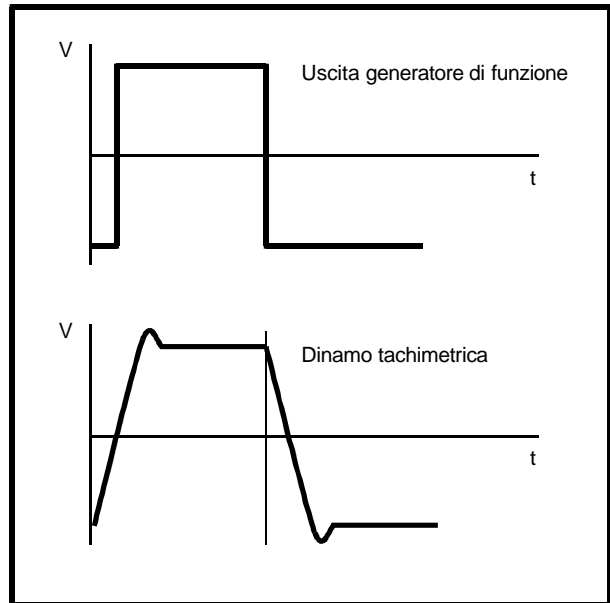 V
Uscita generatore di funzione
t
V
Dinamo tachimetrica
t